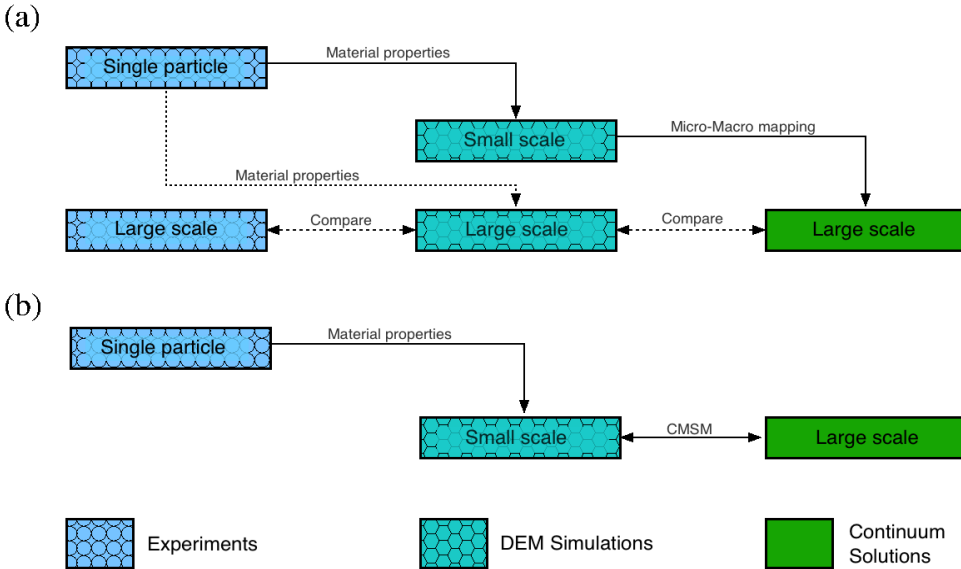 (a)
Material properties
Single particle
Small scale
Micro-Macro mapping
Material properties
Large scale
Compare
Large scale
Compare
Large scale
(b)
Material properties
Single particle
Small scale
CMSM
Large scale
Experiments
DEM Simulations
Continuum
Solutions